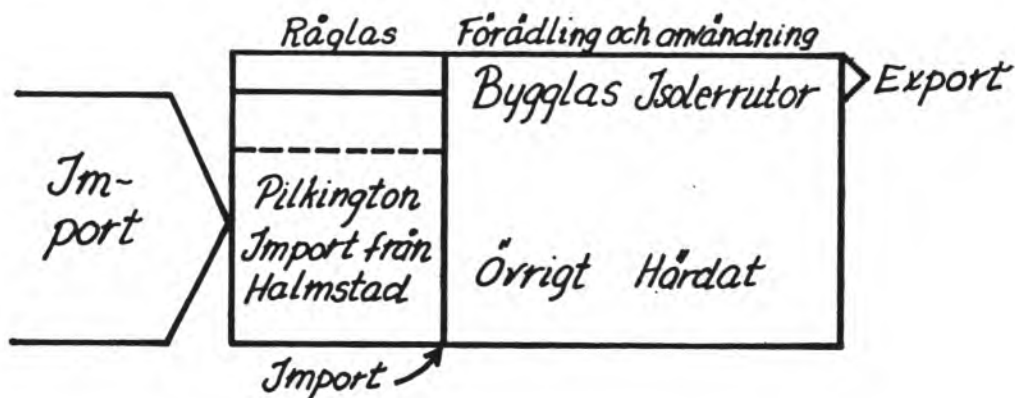 Råglas Förädling och användning
Bygglas Isolerrutor
Export
Im-
port
Pilkington
Import från
Halmstad
Övrigt Härdat
Import